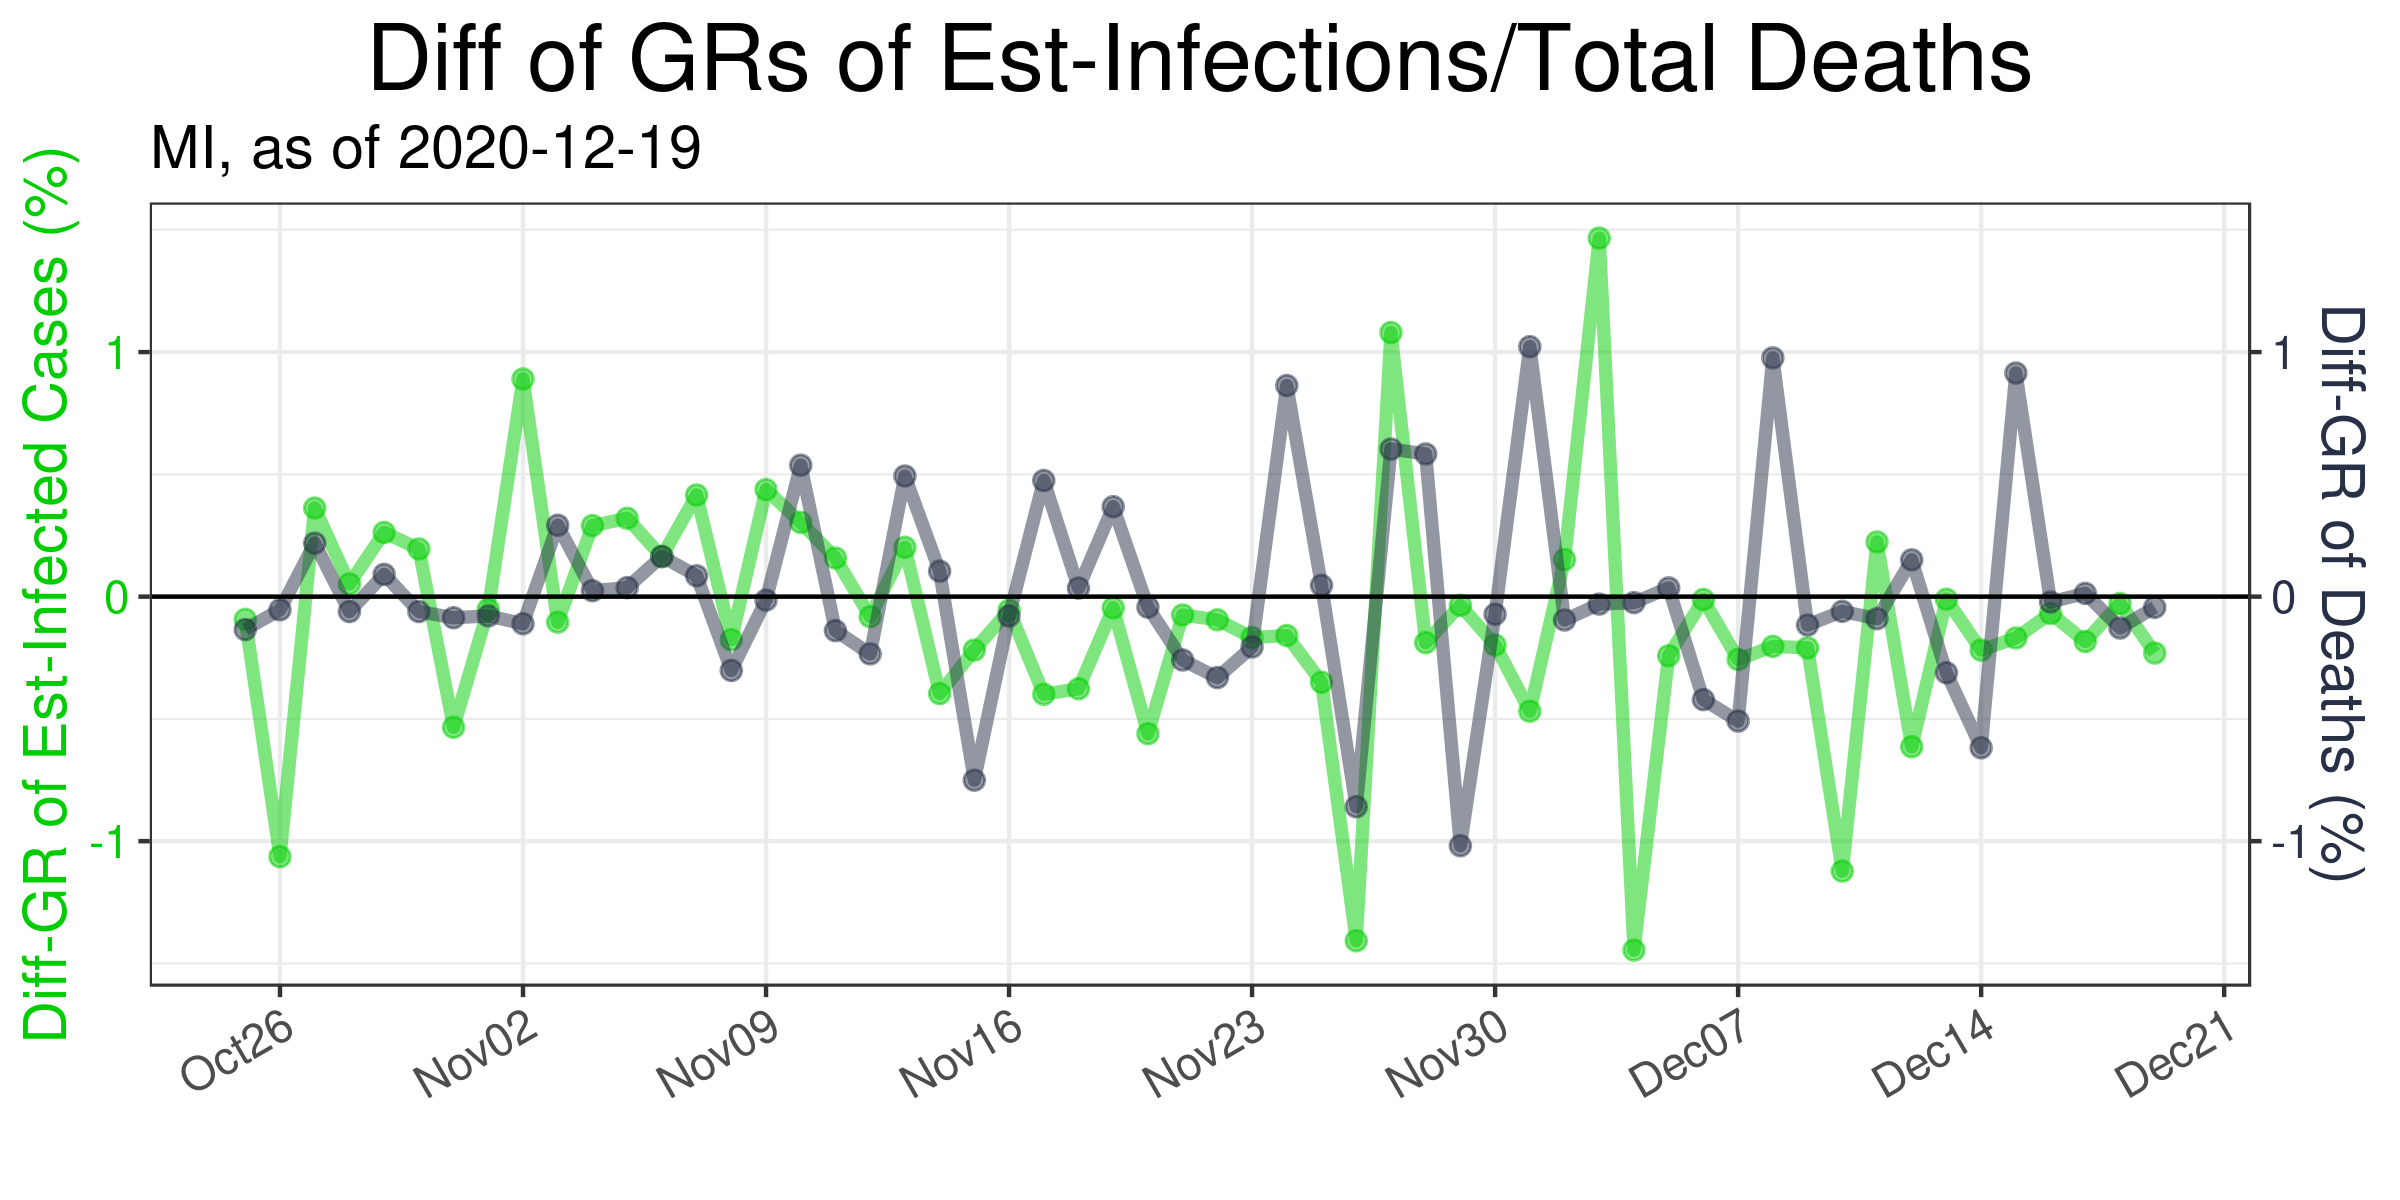 Diff of GRs of Est-Infections/Total Deaths
MI, as of 2020-12-19
Diff-GR of Est-Infected Cases (%)
1
0
-1
1
0
-1
Diff-GR of Deaths (%)
Oct26
Nov02
Nov09
Nov16
Nov23
Nov30
Dec07
Dec14
Dec21